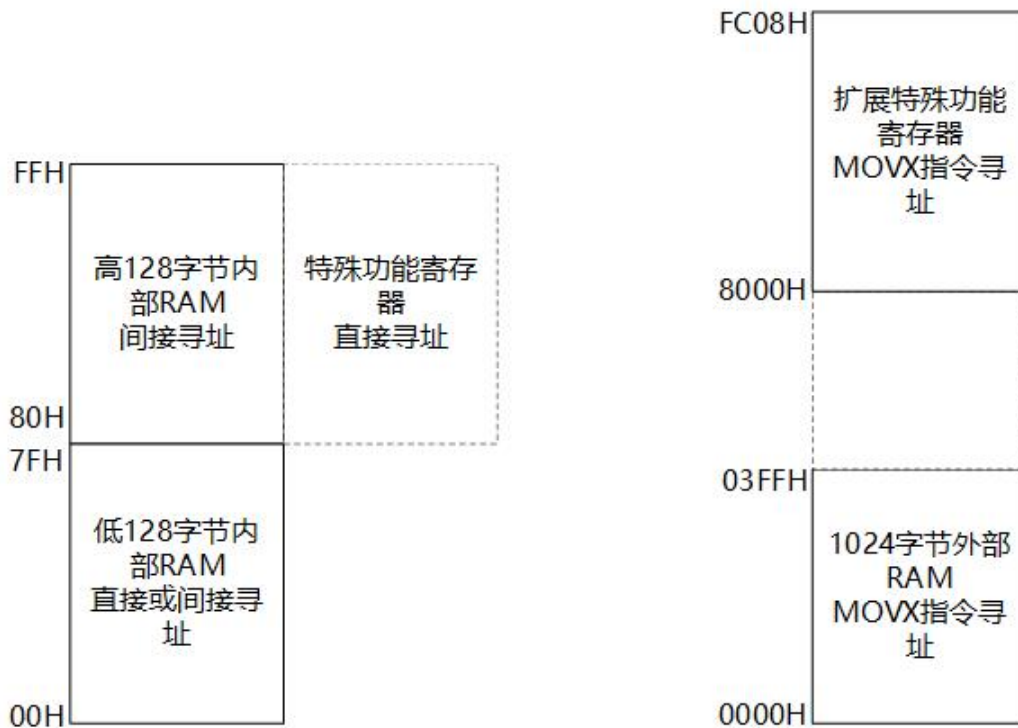 FFH
高128字节内
部RAM
间接寻址
特殊功能寄存
器
直接寻址
80H
7FH
低128字节内
部RAM
直接或间接寻
址
00H
FC08H
扩展特殊功能
寄存器
MOVX指令寻
址
8000H
03FFH
1024字节外部
RAM
MOVX指令寻
址
0000H